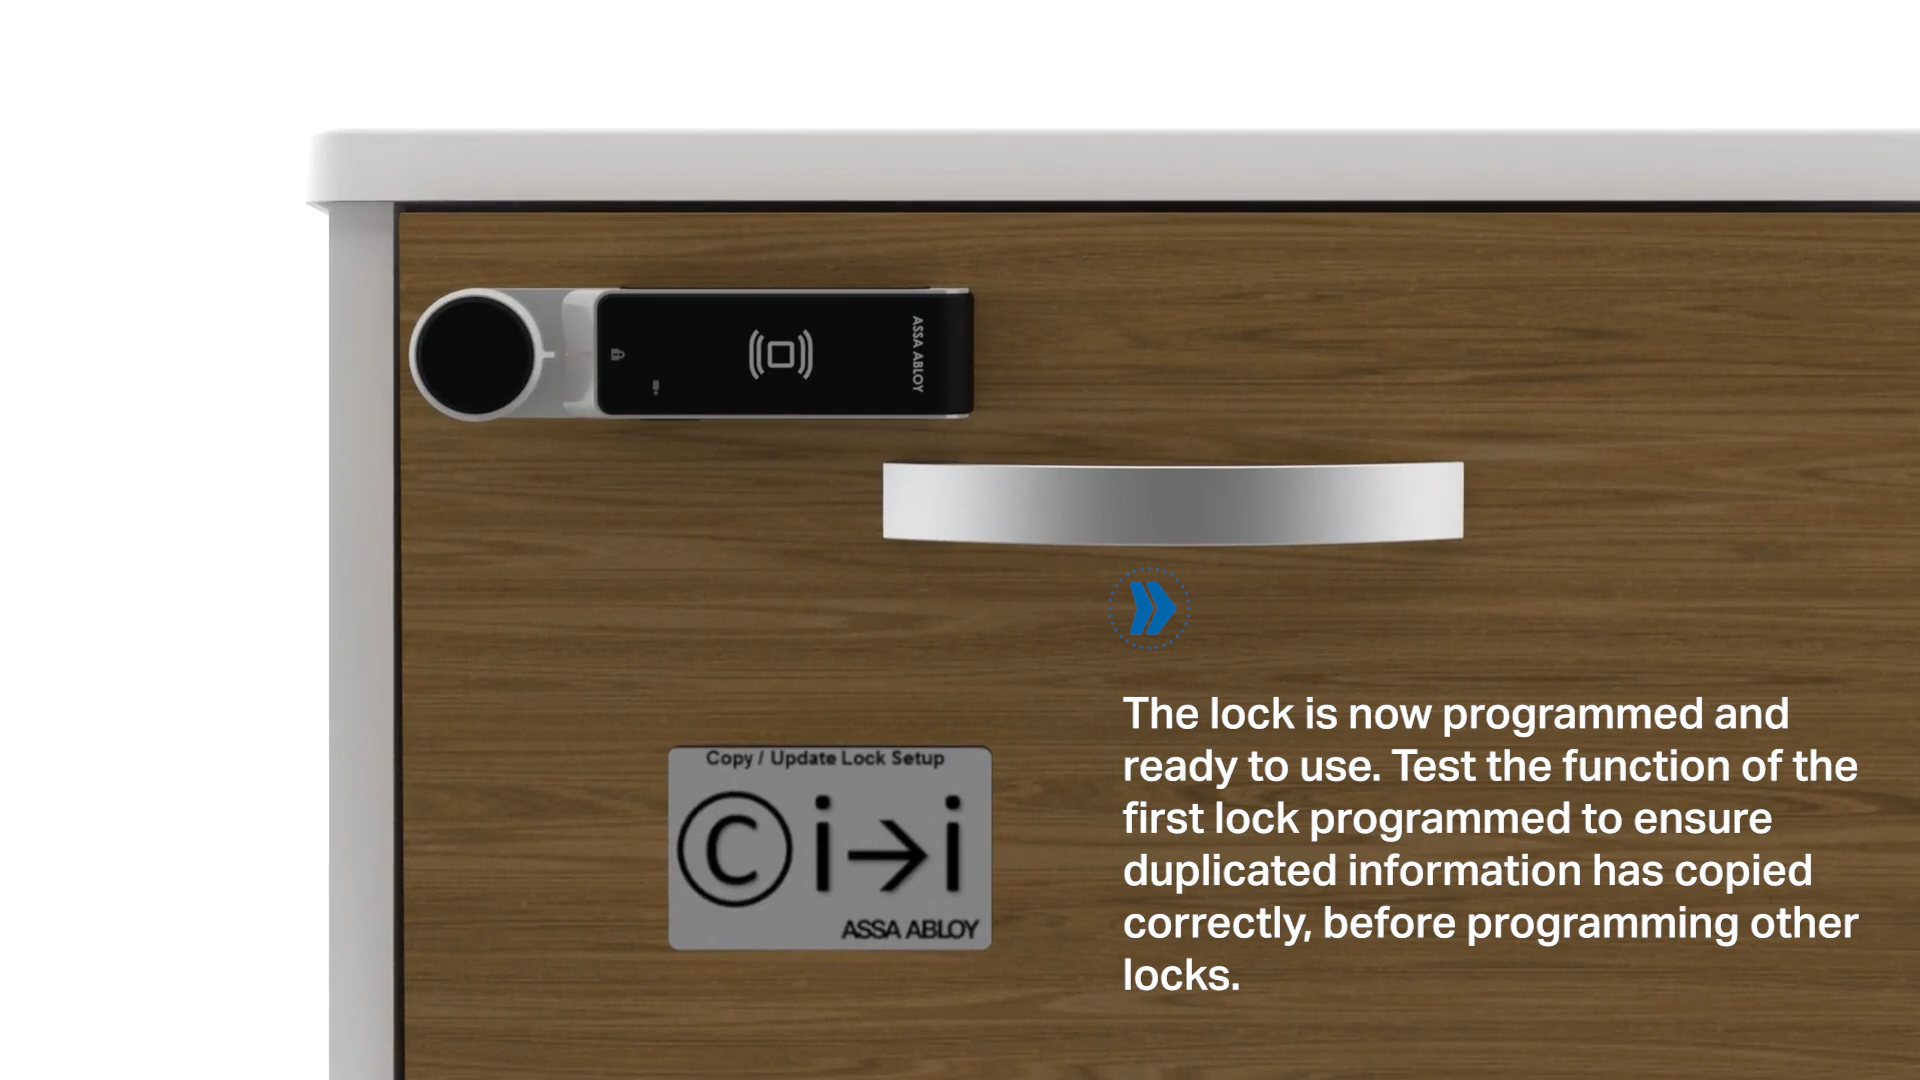 ASSA ABLOY
The lock is now programmed and
ready to use. Test the function of the
first lock programmed to ensure
duplicated information has copied
correctly, before programming other
locks.
Copy / Update Lock Setup
© i→i
ASSA ABLOY